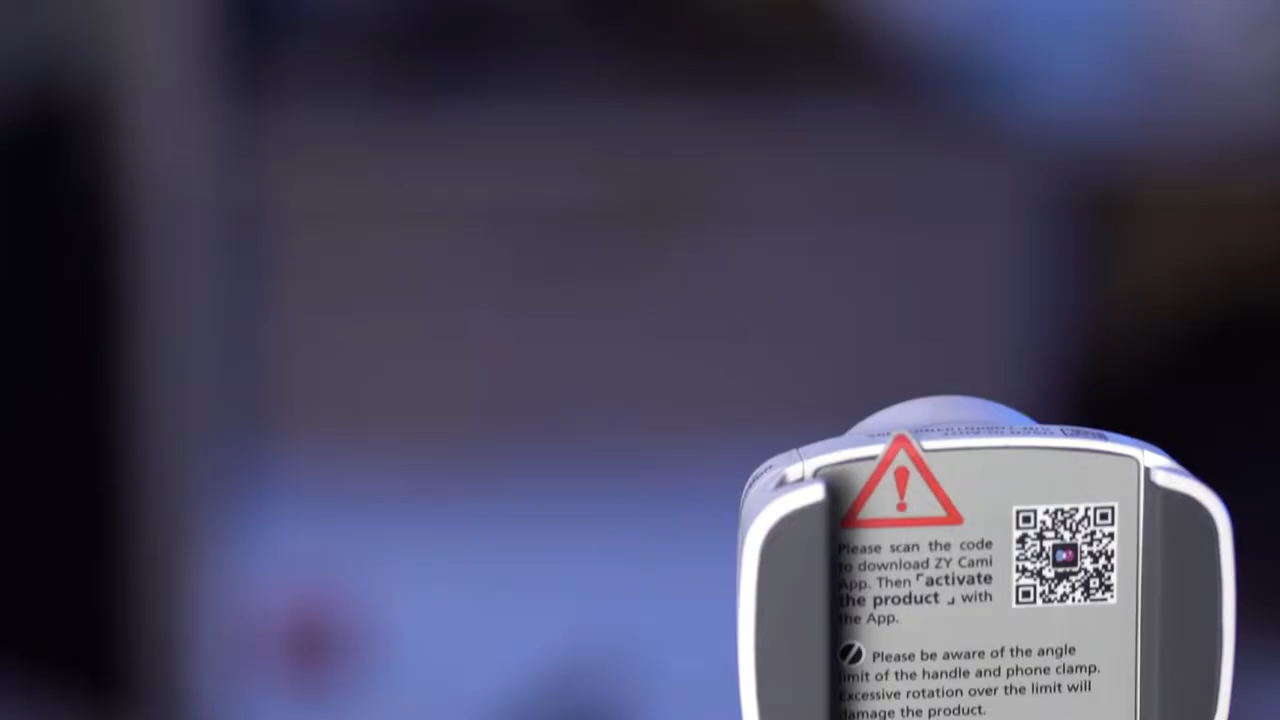 Please scan the code
to download ZY Cami
App. Then「activate
the product」with
the App.
Please be aware of the angle
limit of the handle and phone clamp.
Excessive rotation over the limit will
damage the product.